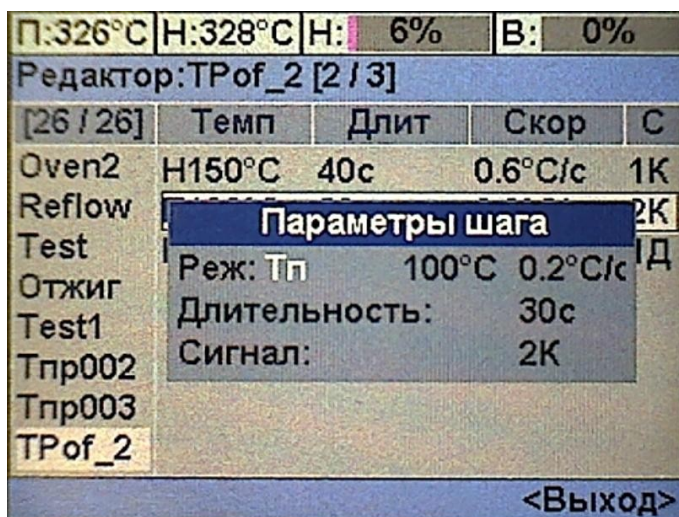 П:326°C H:328°C H: 6% В: 0%
Редактор:TPof_2 [2 / 3]
[26 / 26] Темп Длит Скор С
Oven2 H150°C 40с 0.6°C/с 1К
Reflow 2К
Параметры шага
Test Д
Реж: Тп 100°C 0.2°C/с
Отжиг
Длительность: 30с
Test1
Сигнал: 2К
Тпр002
Тпр003
TPof_2
<Выход>